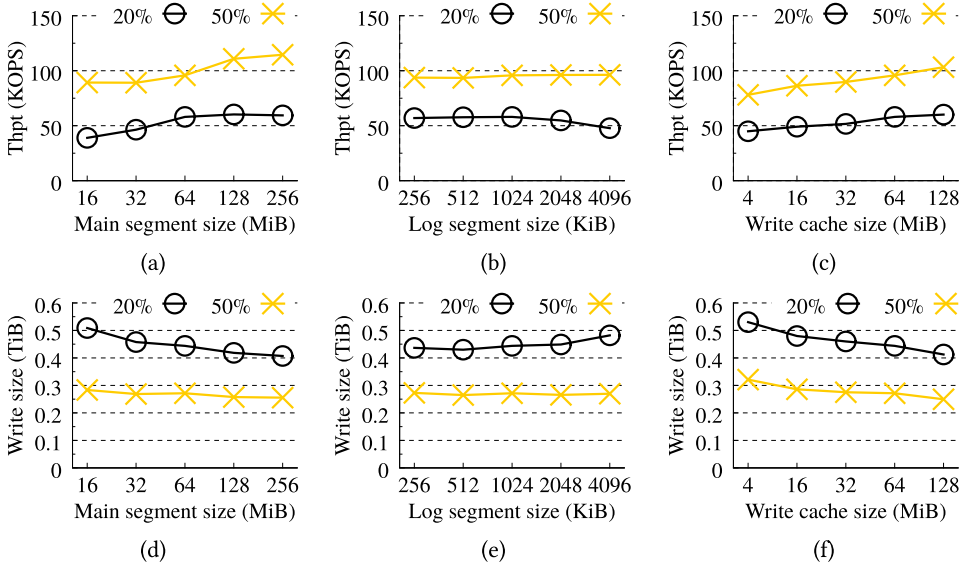 20% 50%
Thpt (KOPS)
150
100
50
0
16 32 64 128 256
Main segment size (MiB)
(a)
20% 50%
Thpt (KOPS)
150
100
50
0
256 512 1024 2048 4096
Log segment size (KiB)
(b)
20% 50%
Thpt (KOPS)
150
100
50
0
4 16 32 64 128
Write cache size (MiB)
(c)
20% 50%
Write size (TiB)
0.6
0.5
0.4
0.3
0.2
0.1
0
16 32 64 128 256
Main segment size (MiB)
(d)
20% 50%
Write size (TiB)
0.6
0.5
0.4
0.3
0.2
0.1
0
256 512 1024 2048 4096
Log segment size (KiB)
(e)
20% 50%
Write size (TiB)
0.6
0.5
0.4
0.3
0.2
0.1
0
4 16 32 64 128
Write cache size (MiB)
(f)